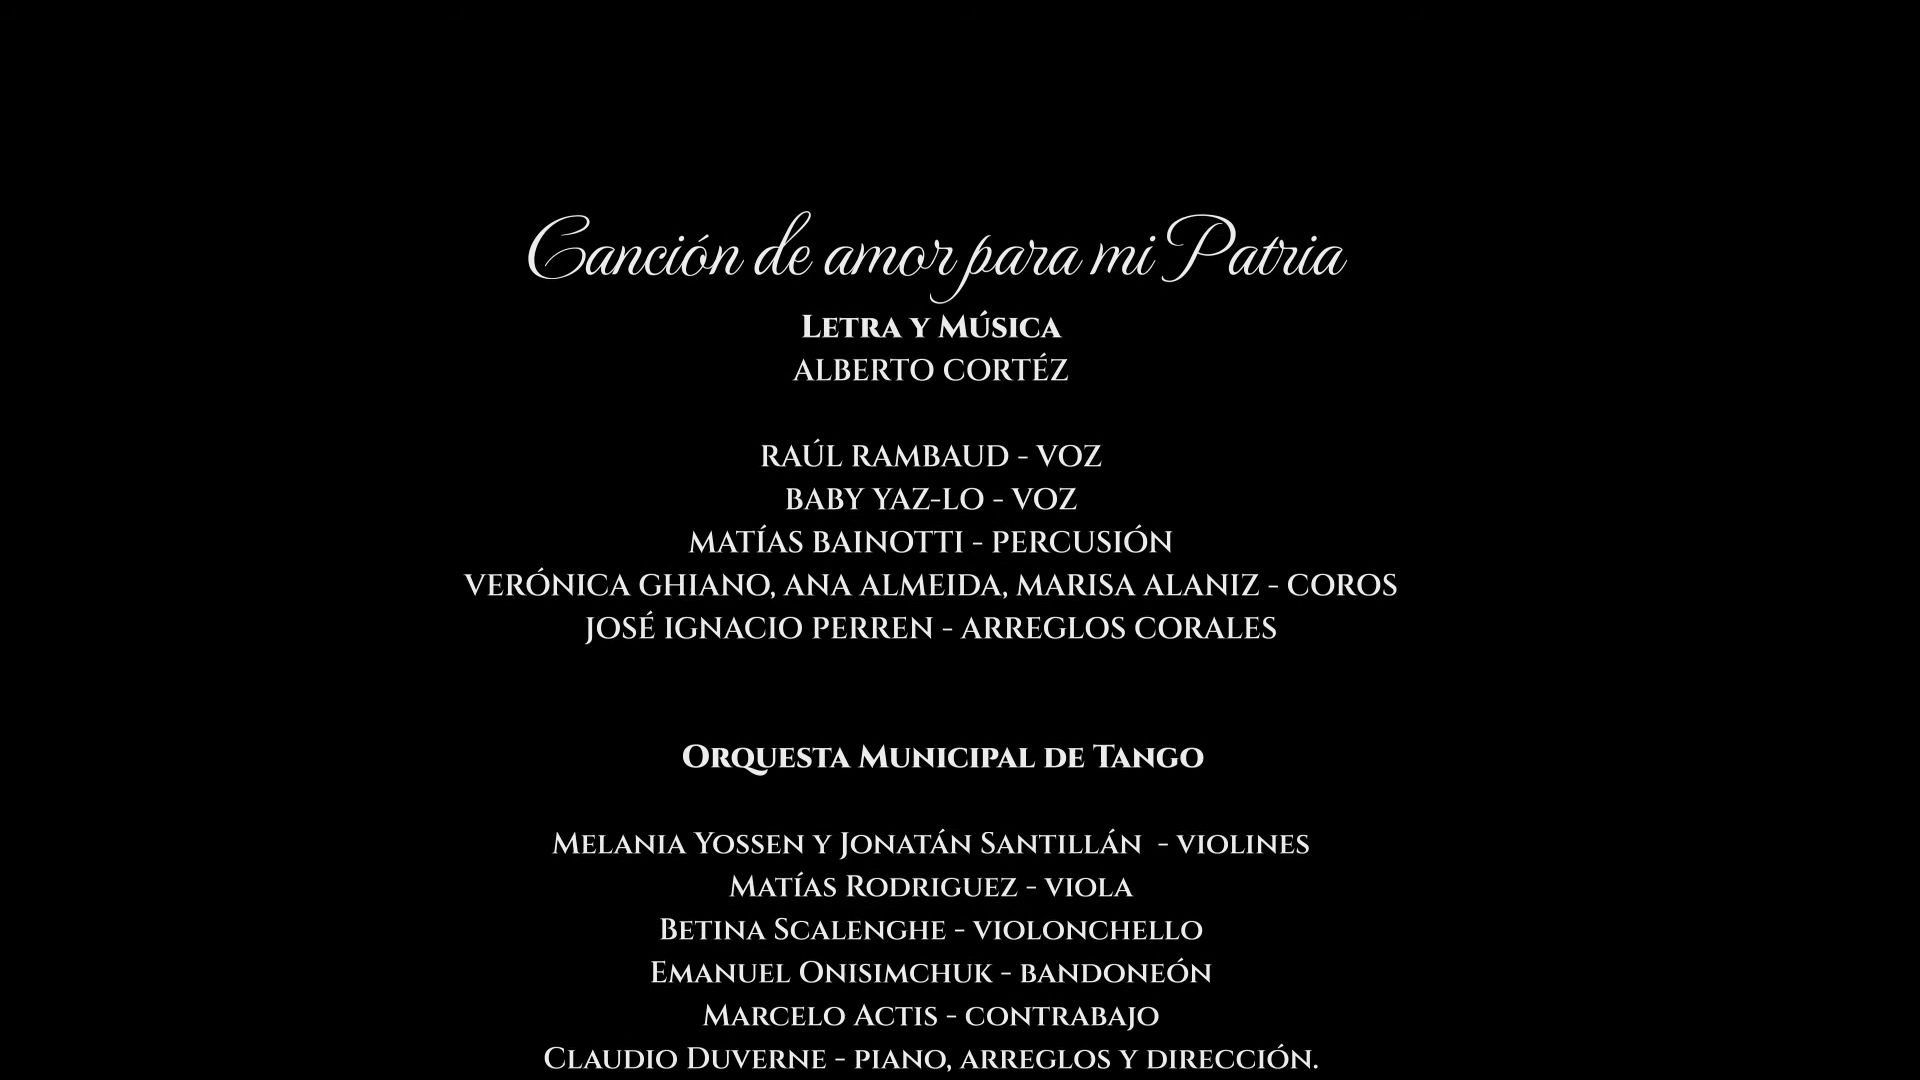 Canción de amor para mi Patria
Letra y Música
ALBERTO CORTÉZ
RAÚL RAMBAUD - VOZ
BABY YAZ-LO - VOZ
MATÍAS BAINOTTI - PERCUSIÓN
VERÓNICA GHIANO, ANA ALMEIDA, MARISA ALANIZ - COROS
JOSÉ IGNACIO PERREN - ARREGLOS CORALES
Orquesta Municipal de Tango
Melania Yossen y Jonatán Santillán - violines
Matías Rodriguez - viola
Betina Scalenghe - violonchello
Emanuel Onisimchuk - bandoneón
Marcelo Actis - contrabajo
Claudio Duverne - piano, arreglos y dirección.